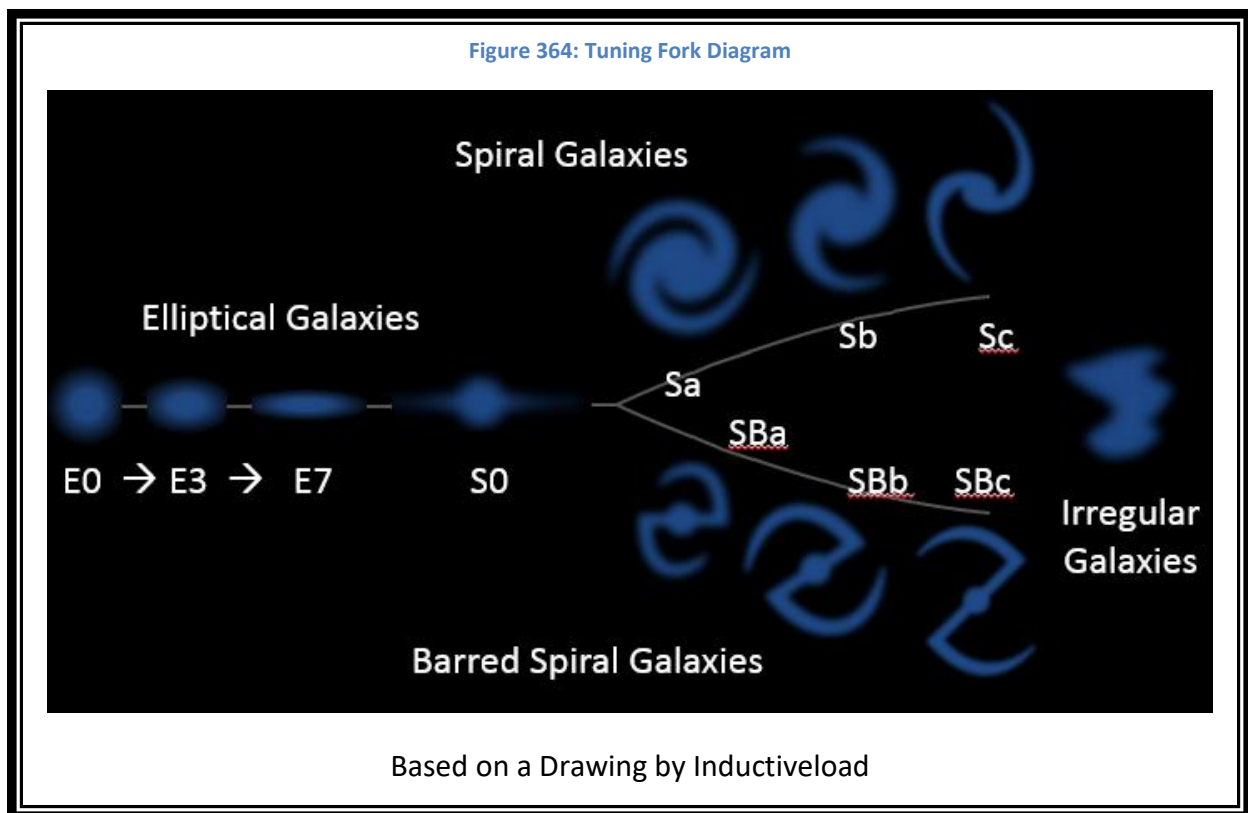 Figure 364: Tuning Fork Diagram
Spiral Galaxies
Elliptical Galaxies
Sb
Sc
Sa
SBa
E0 → E3 → E7
S0
SBb
SBc
Irregular
Galaxies
Barred Spiral Galaxies
Based on a Drawing by Inductiveload